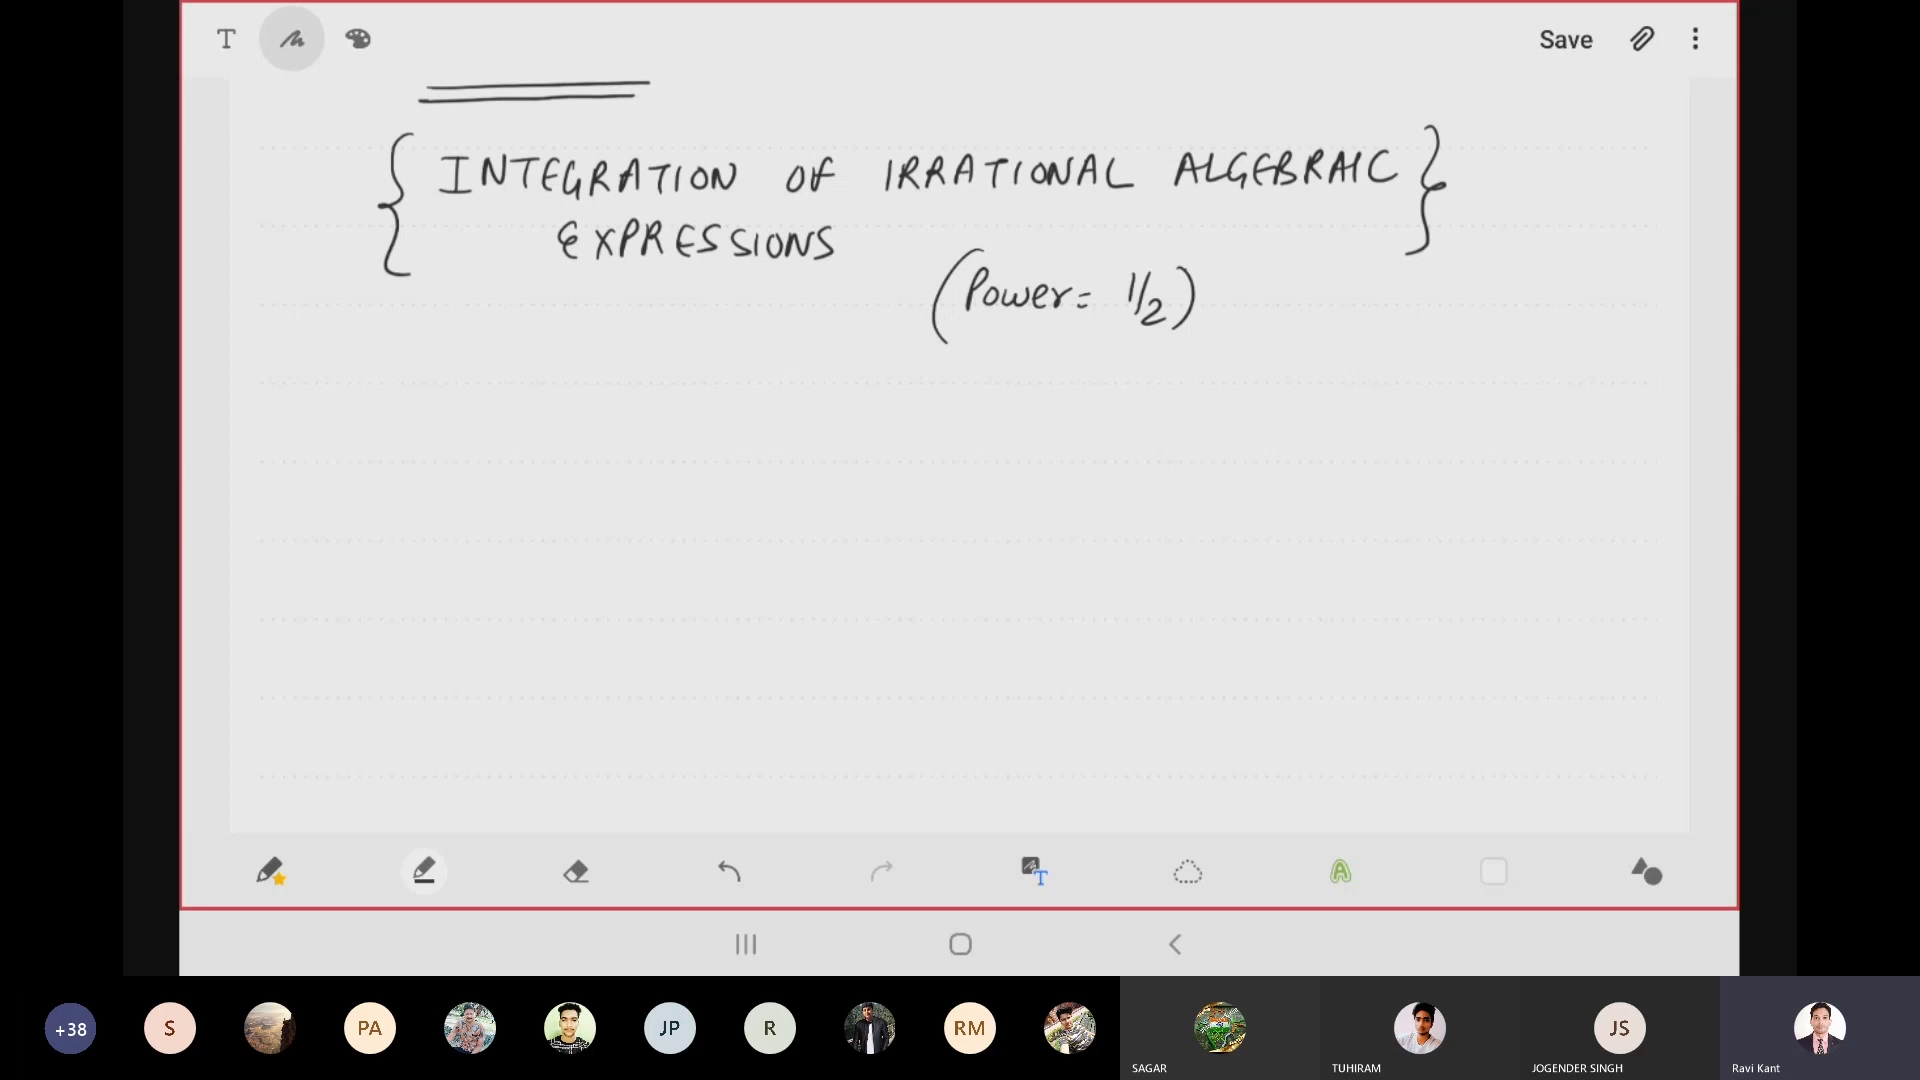 T
Save
{ INTEGRATION OF IRRATIONAL ALGEBRAIC }
EXPRESSIONS
(Power = 1/2)
T
A
+38
S
PA
JP
R
RM
JS
SAGAR
TUHIRAM
JOGENDER SINGH
Ravi Kant